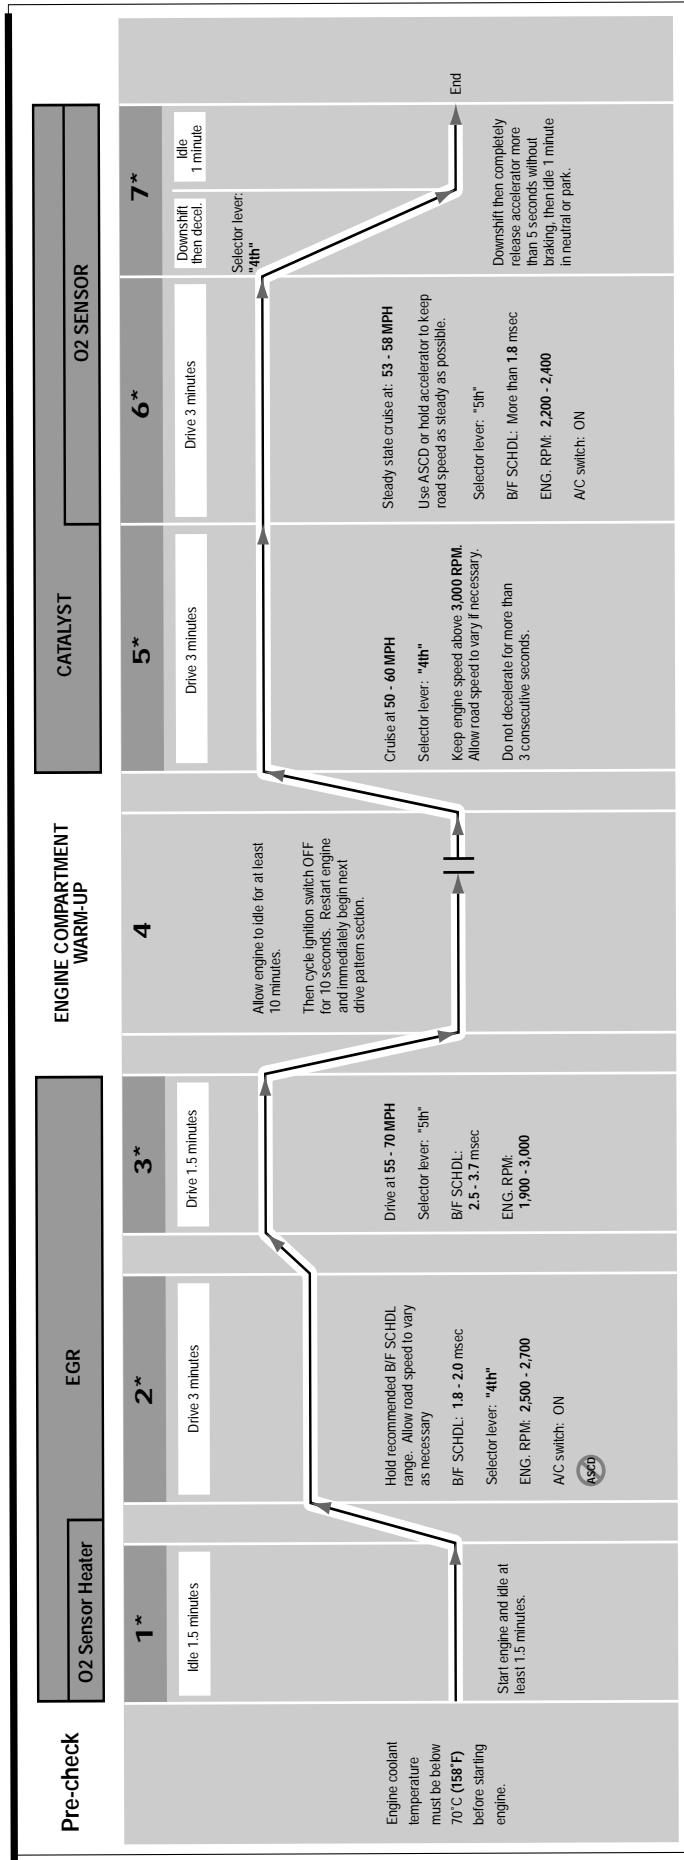 Pre-check
EGR
O2 Sensor Heater
ENGINE COMPARTMENT
WARM-UP
CATALYST
O2 SENSOR
Engine coolant
temperature
must be below
70˚C (158˚F)
before starting
engine.
1*
Idle 1.5 minutes
Start engine and idle at
least 1.5 minutes.
2*
Drive 3 minutes
Hold recommended B/F SCHDL
range. Allow road speed to vary
as necessary
B/F SCHDL: 1.8 - 2.0 msec
Selector lever: "4th"
ENG. RPM: 2,500 - 2,700
A/C switch: ON
ASCD
3*
Drive 1.5 minutes
Drive at 55 - 70 MPH
Selector lever: "5th"
B/F SCHDL:
2.5 - 3.7 msec
ENG. RPM:
1,900 - 3,000
4
Allow engine to idle for at least
10 minutes.
Then cycle ignition switch OFF
for 10 seconds. Restart engine
and immediately begin next
drive pattern section.
5*
Drive 3 minutes
Cruise at 50 - 60 MPH
Selector lever: "4th"
Keep engine speed above 3,000 RPM.
Allow road speed to vary if necessary.
Do not decelerate for more than
3 consecutive seconds.
6*
Drive 3 minutes
Steady state cruise at: 53 - 58 MPH
Use ASCD or hold accelerator to keep
road speed as steady as possible.
Selector lever: "5th"
B/F SCHDL: More than 1.8 msec
ENG. RPM: 2,200 - 2,400
A/C switch: ON
7*
Downshift
then decel.
Idle
1 minute
Selector lever:
"4th"
End
Downshift then completely
release accelerator more
than 5 seconds without
braking, then idle 1 minute
in neutral or park.